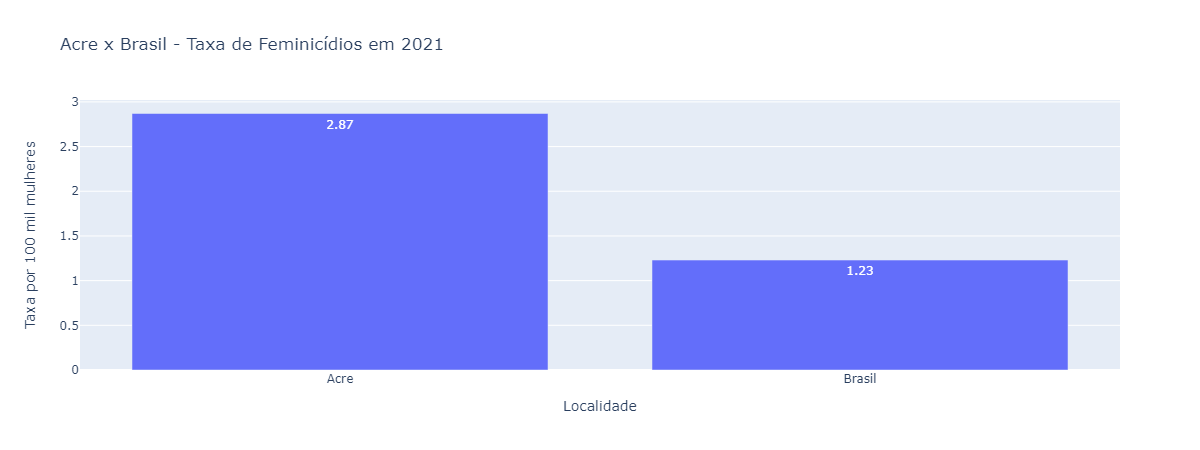 Acre x Brasil - Taxa de Feminicídios em 2021
3
2.5
2
1.5
1
0.5
0
Taxa por 100 mil mulheres
2.87
1.23
Acre
Brasil
Localidade